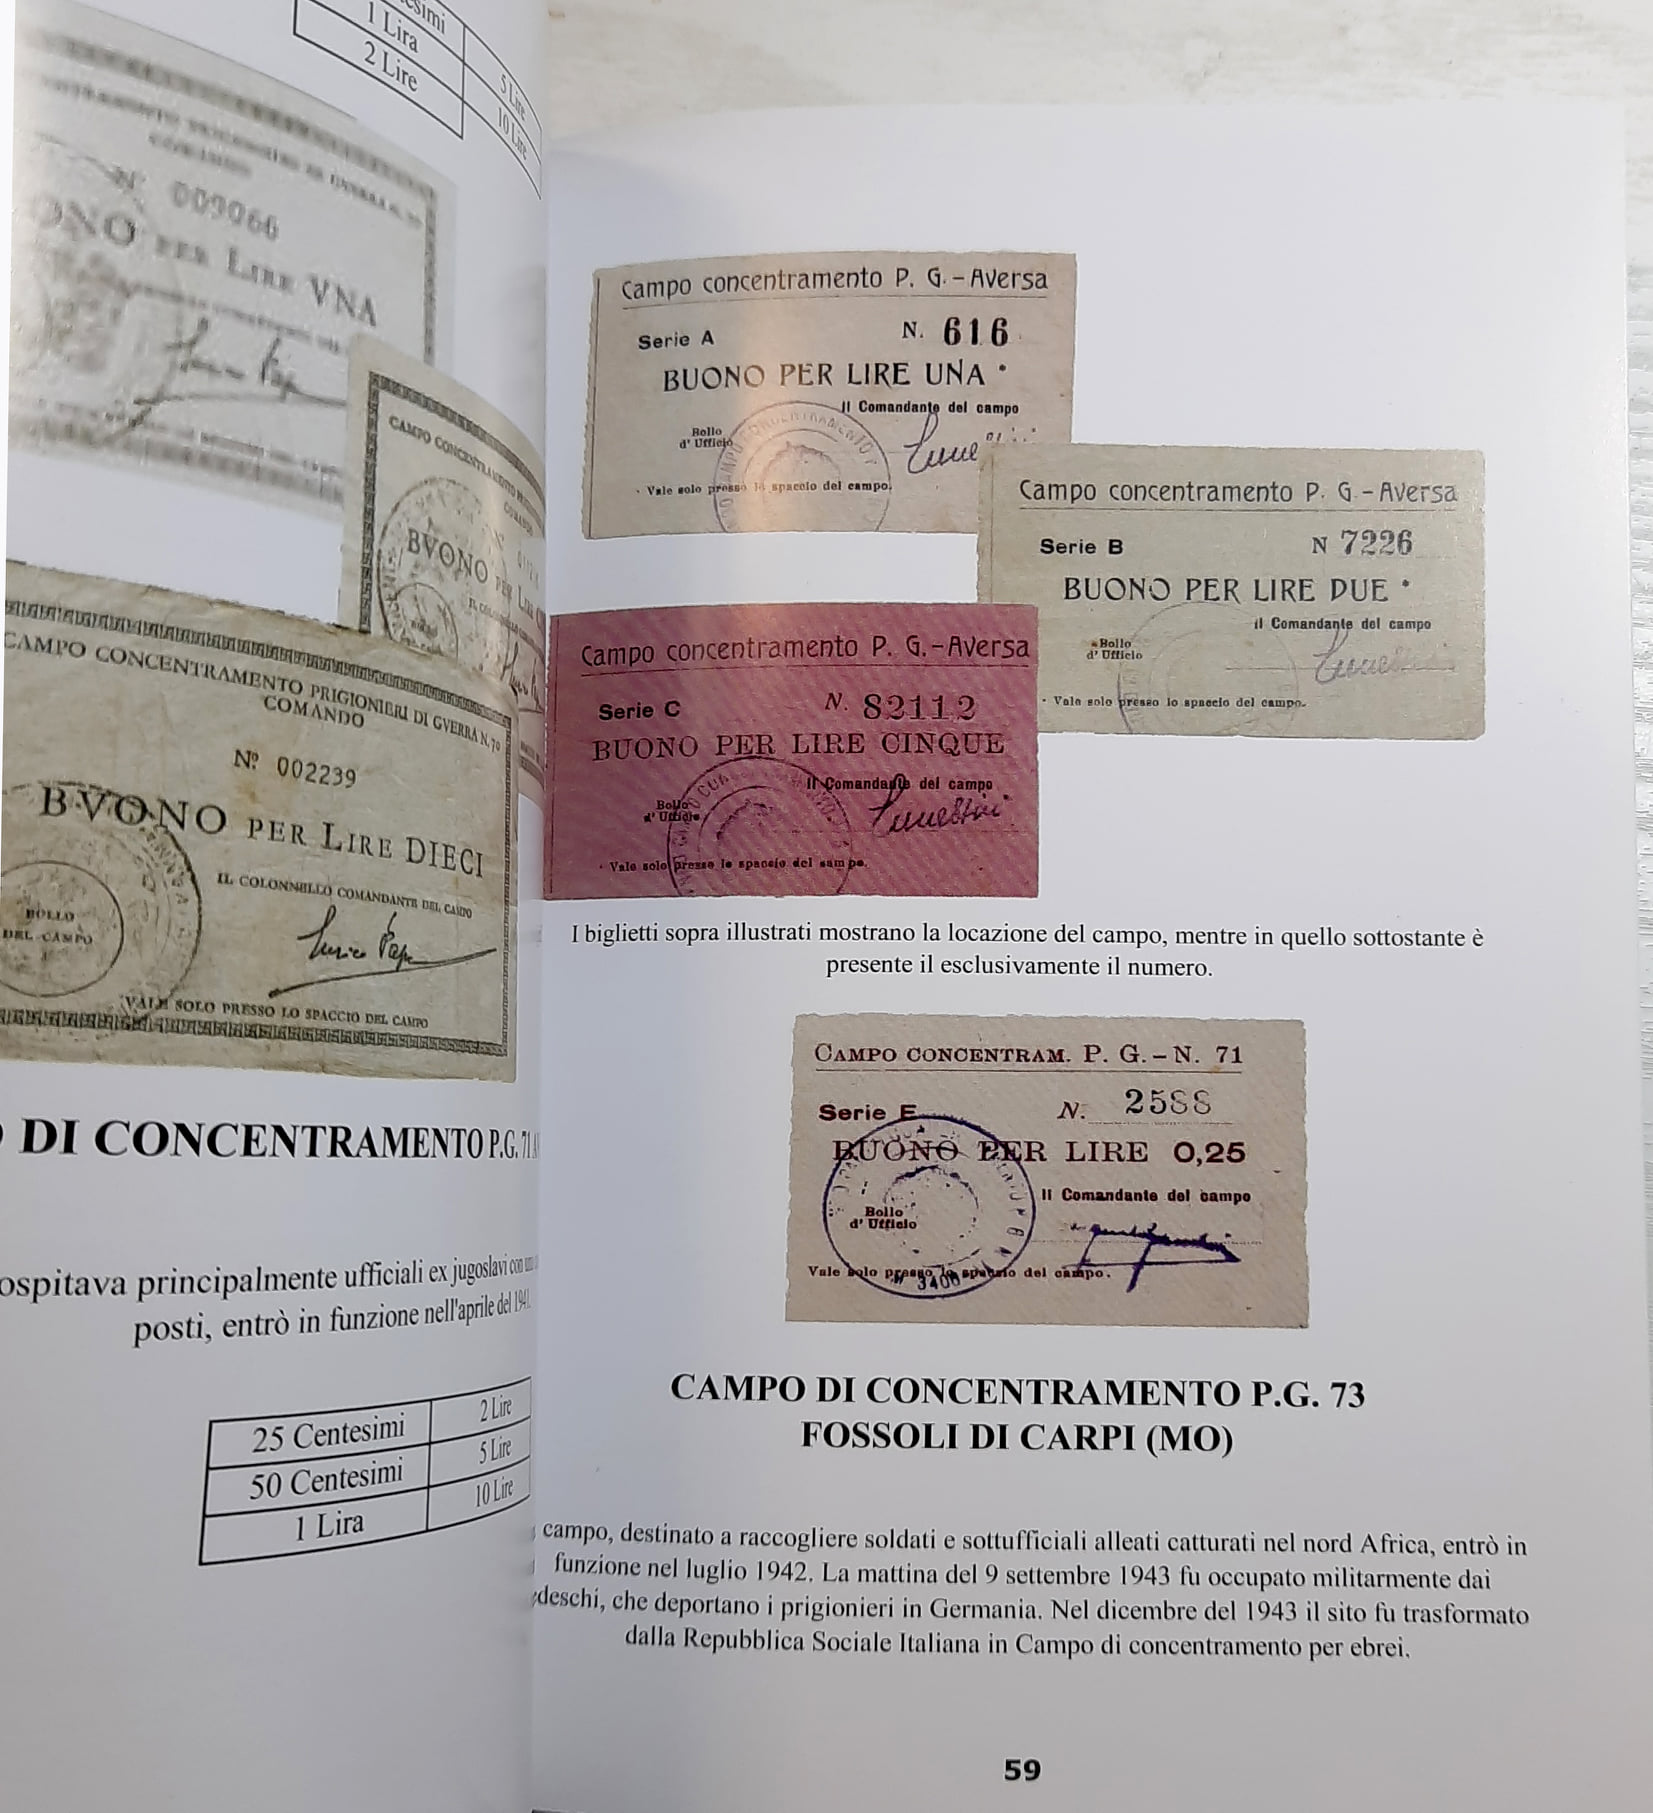 1 Lira
2 Lire
5 Lire
10 Lire
N° 009066
PER LIRE VNA
CAMPO CONCENTRAMENTO
BVONO PER
CAMPO CONCENTRAMENTO PRIGIONIERI DI GVERRA N. 70
COMANDO
Nº 002239
BVONO PER LIRE DIECI
IL COLONNELLO COMANDANTE DEL CAMPO
BOLLO
DEL CAMPO
VALE SOLO PRESSO LO SPACCIO DEL CAMPO
DI CONCENTRAMENTO P.G. 71
ospitava principalmente ufficiali ex jugoslavi con
posti, entrò in funzione nell'aprile del 1941
25 Centesimi 2 Lire
50 Centesimi 5 Lire
1 Lira 10 Lire
Campo concentramento P. G. - Aversa
Serie A N. 616
BUONO PER LIRE UNA *
Il Comandante del campo
Bollo
d' Ufficio
· Vale solo presso lo spaccio del campo.
Campo concentramento P. G - Aversa
Serie B N 7226
BUONO PER LIRE DUE *
il Comandante del campo
Bollo
d' Ufficio
· Vale solo presso lo spaccio del campo.
Campo concentramento P. G. - Aversa
Serie C N. 82112
BUONO PER LIRE CINQUE
Il Comandante del campo
Bollo
d' Ufficio
· Vale solo presso lo spaccio del campo.
I biglietti sopra illustrati mostrano la locazione del campo, mentre in quello sottostante è
presente il esclusivamente il numero.
CAMPO CONCENTRAM. P. G. - N. 71
Serie E N. 2588
BUONO PER LIRE 0,25
Il Comandante del campo
Bollo
d' Ufficio
Vale solo presso lo spaccio del campo.
3400
CAMPO DI CONCENTRAMENTO P.G. 73
FOSSOLI DI CARPI (MO)
campo, destinato a raccogliere soldati e sottufficiali alleati catturati nel nord Africa, entrò in
funzione nel luglio 1942. La mattina del 9 settembre 1943 fu occupato militarmente dai
edeschi, che deportano i prigionieri in Germania. Nel dicembre del 1943 il sito fu trasformato
dalla Repubblica Sociale Italiana in Campo di concentramento per ebrei.
59